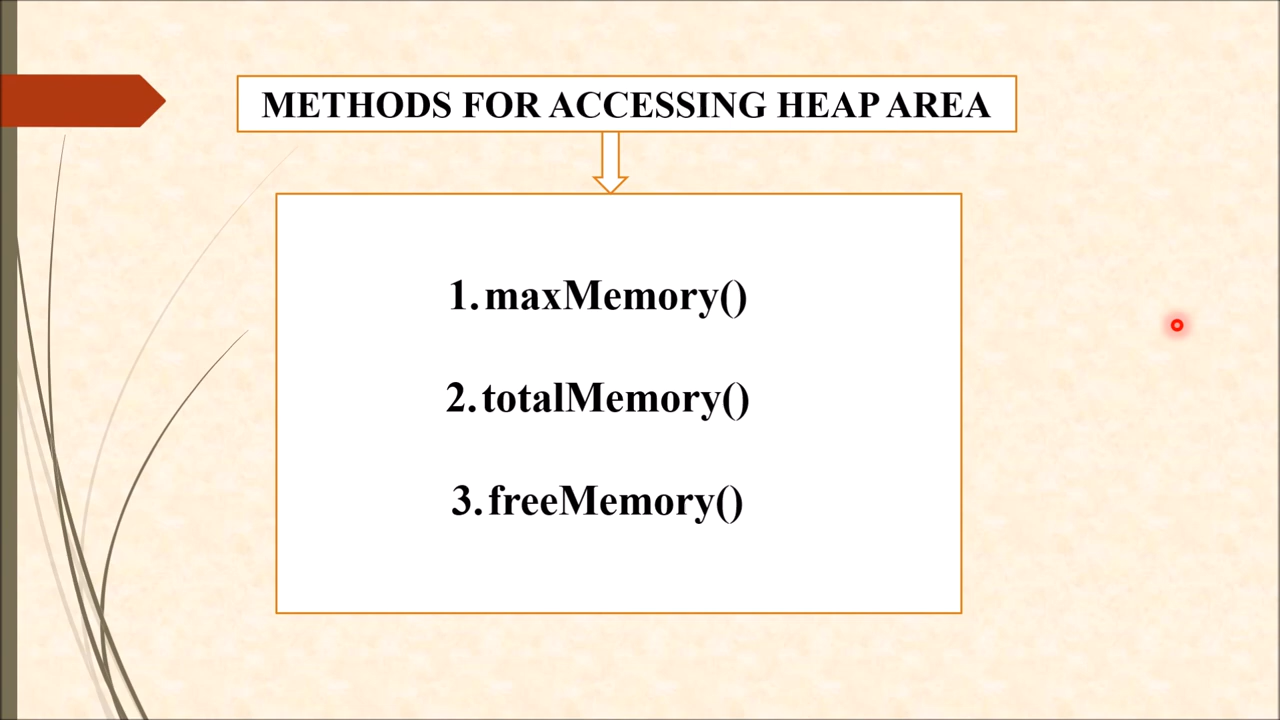 METHODS FOR ACCESSING HEAP AREA
1. maxMemory()
2. totalMemory()
3. freeMemory()